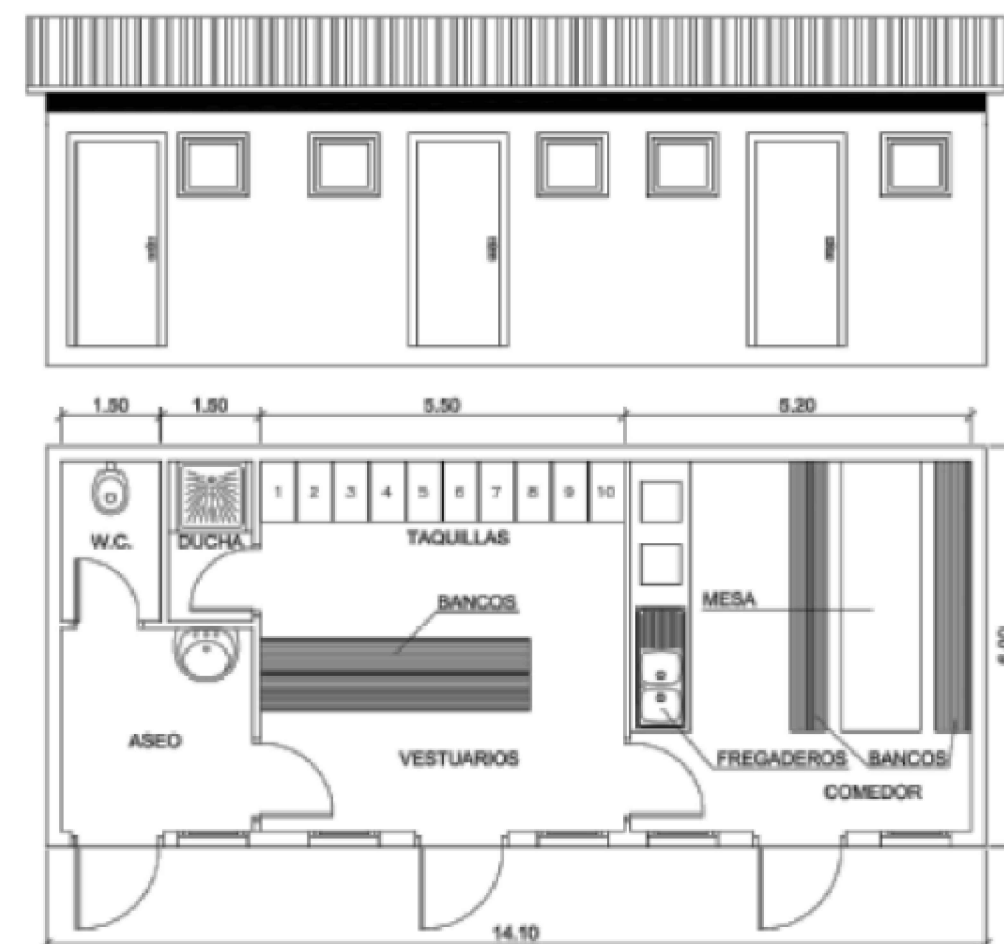 1.50 1.50 5.50 5.20
1 2 3 4 5 6 7 8 9 10
W.C. DUCHA TAQUILLAS
BANCOS MESA
ASEO VESTUARIOS FREGADEROS BANCOS
COMEDOR
14.10